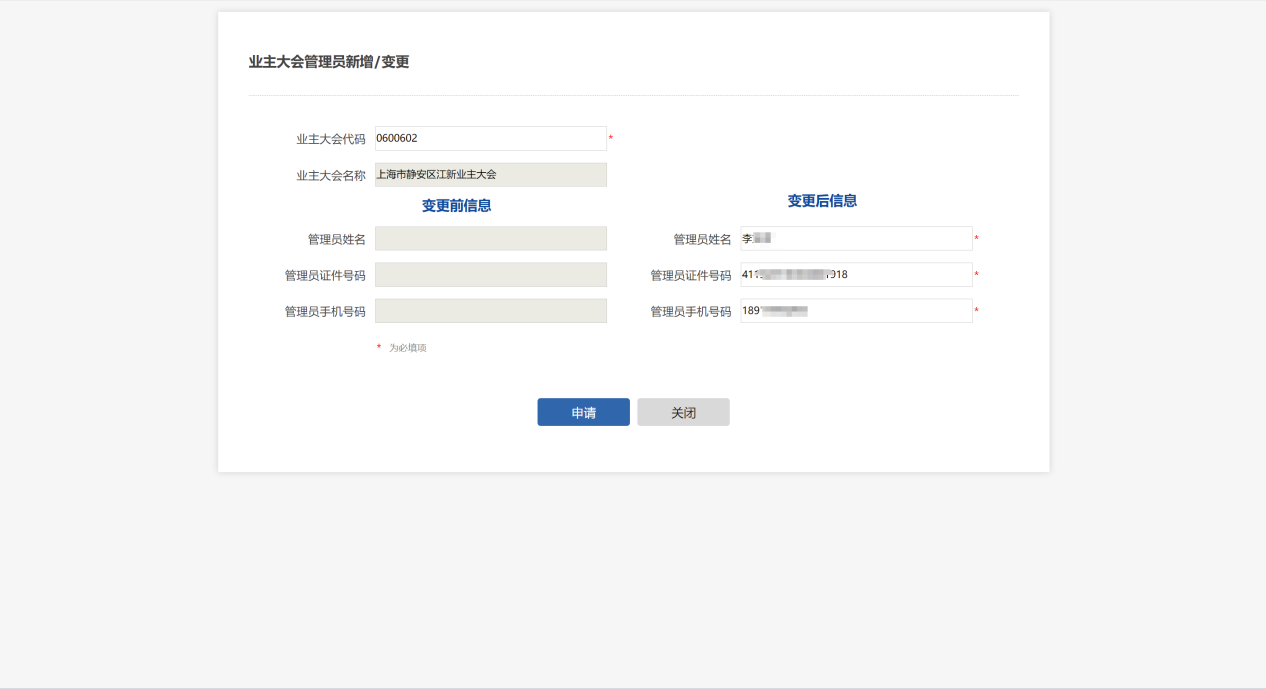 业主大会管理员新增/变更
业主大会代码 0600602 *
业主大会名称 上海市静安区江新业主大会
变更前信息 变更后信息
管理员姓名 管理员姓名 李 *
管理员证件号码 管理员证件号码 411 1918 *
管理员手机号码 管理员手机号码 189 *
* 为必填项
申请 关闭